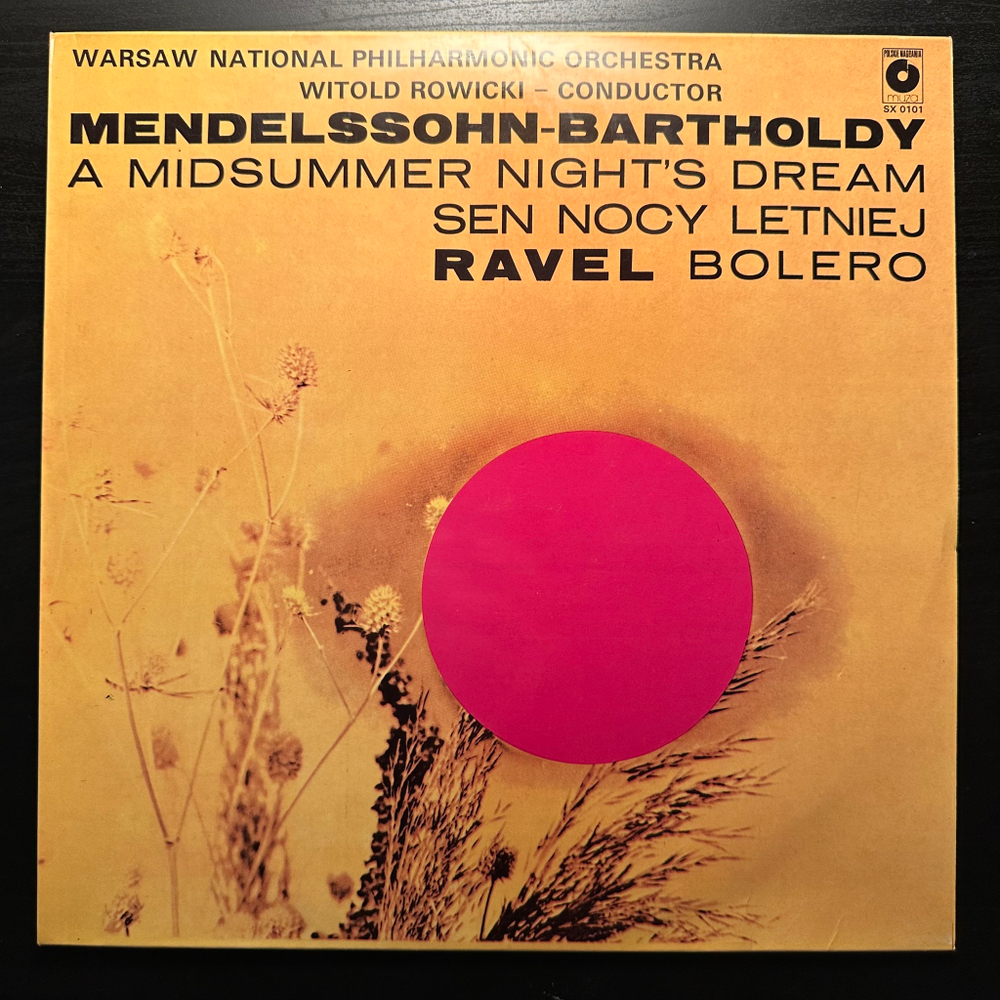 WARSAW NATIONAL PHILHARMONIC ORCHESTRA
WITOLD ROWICKI – CONDUCTOR
POLSKIE NAGRANIA
muza
SX 0101
MENDELSSOHN-BARTHOLDY
A MIDSUMMER NIGHT'S DREAM
SEN NOCY LETNIEJ
RAVEL BOLERO